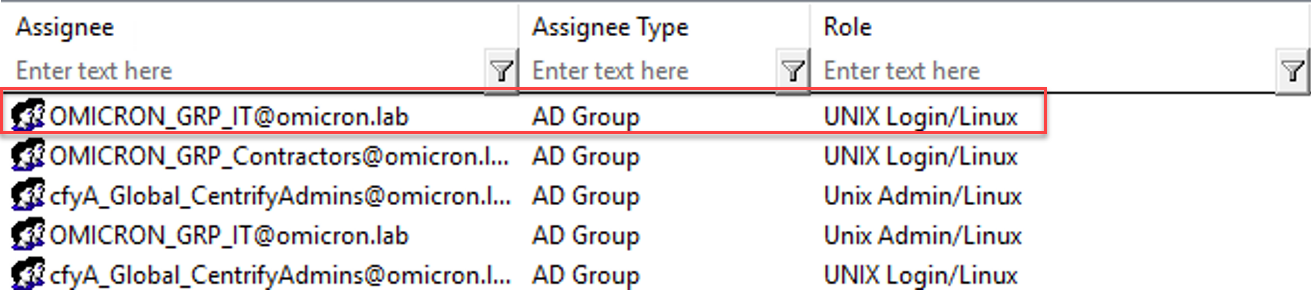 Assignee Assignee Type Role
Enter text here Enter text here Enter text here
OMICRON_GRP_IT@omicron.lab AD Group UNIX Login/Linux
OMICRON_GRP_Contractors@omicron.l... AD Group UNIX Login/Linux
cfyA_Global_CentrifyAdmins@omicron.l... AD Group Unix Admin/Linux
OMICRON_GRP_IT@omicron.lab AD Group Unix Admin/Linux
cfyA_Global_CentrifyAdmins@omicron.l... AD Group UNIX Login/Linux